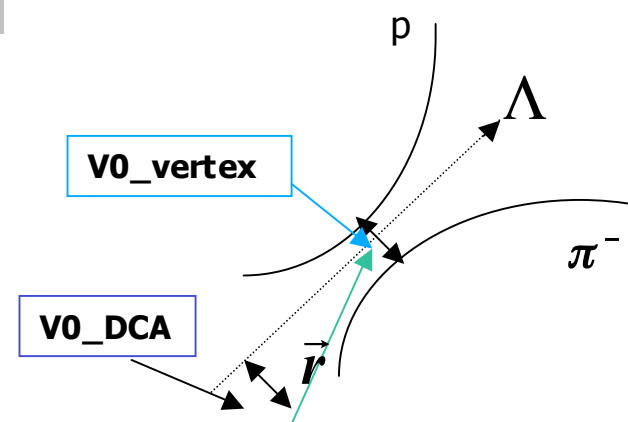 p
Λ
V0_vertex
π⁻
V0_DCA
r⃗